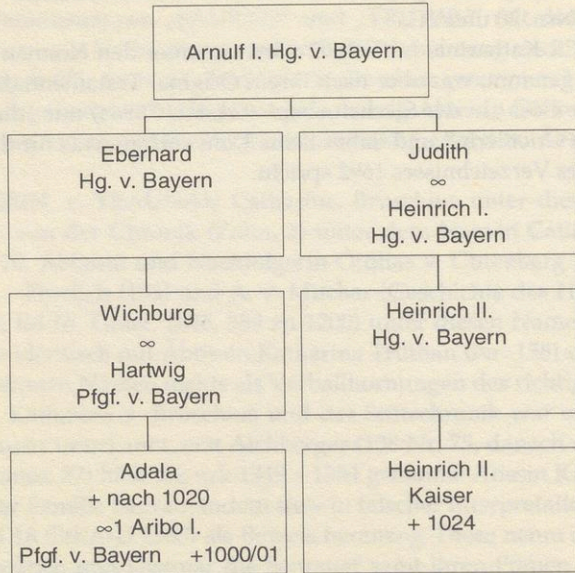 Arnulf I. Hg. v. Bayern
Eberhard
Hg. v. Bayern
Judith
∞
Heinrich I.
Hg. v. Bayern
Wichburg
∞
Hartwig
Pfgf. v. Bayern
Heinrich II.
Hg. v. Bayern
Adala
+ nach 1020
∞1 Aribo I.
Pfgf. v. Bayern +1000/01
Heinrich II.
Kaiser
+ 1024